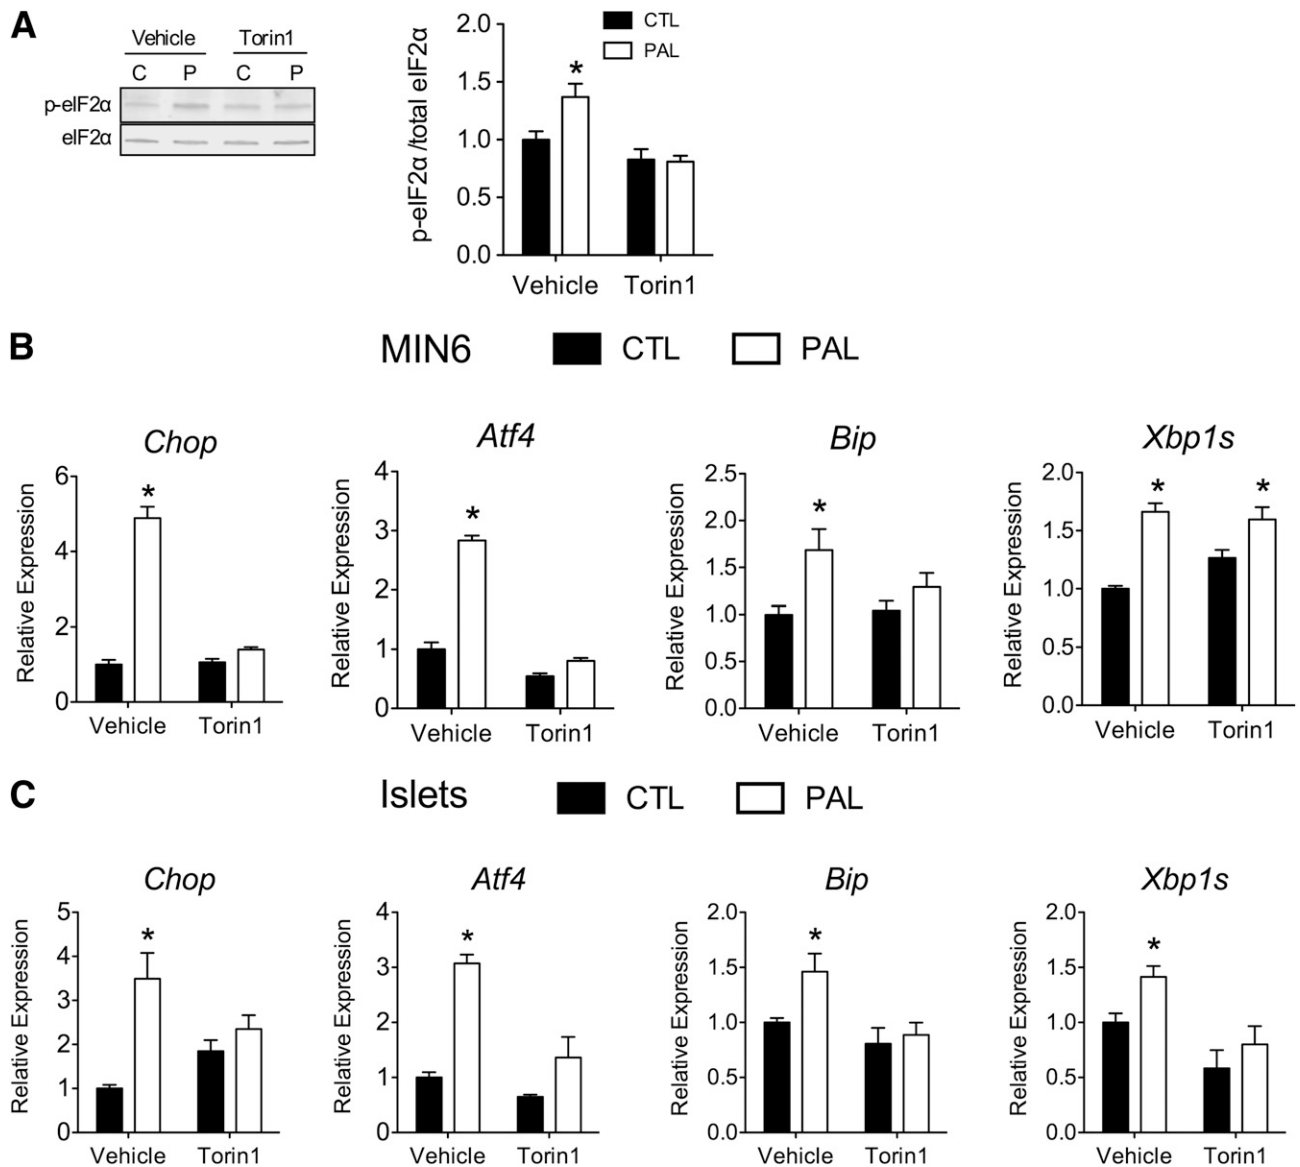 A
Vehicle Torin1
C P C P
p-eIF2α
eIF2α
CTL
PAL
*
p-eIF2α /total eIF2α
2.0
1.5
1.0
0.5
0.0
Vehicle Torin1
B
MIN6 CTL PAL
Chop
*
Relative Expression
6
4
2
0
Vehicle Torin1
Atf4
*
Relative Expression
4
3
2
1
0
Vehicle Torin1
Bip
*
Relative Expression
2.5
2.0
1.5
1.0
0.5
0.0
Vehicle Torin1
Xbp1s
* *
Relative Expression
2.0
1.5
1.0
0.5
0.0
Vehicle Torin1
C
Islets CTL PAL
Chop
*
Relative Expression
5
4
3
2
1
0
Vehicle Torin1
Atf4
*
Relative Expression
4
3
2
1
0
Vehicle Torin1
Bip
*
Relative Expression
2.0
1.5
1.0
0.5
0.0
Vehicle Torin1
Xbp1s
*
Relative Expression
2.0
1.5
1.0
0.5
0.0
Vehicle Torin1